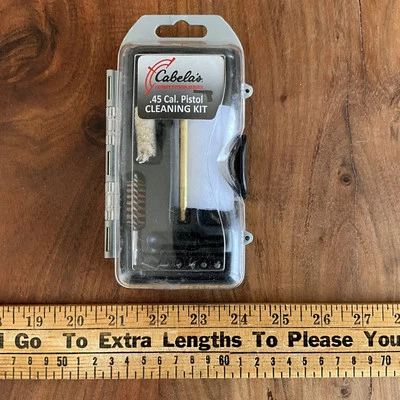 Cabela's
.45 Cal. Pistol
CLEANING KIT
19 20 21 22 23 24 25 26 27
Go To Extra Lengths To Please You
50 60 70